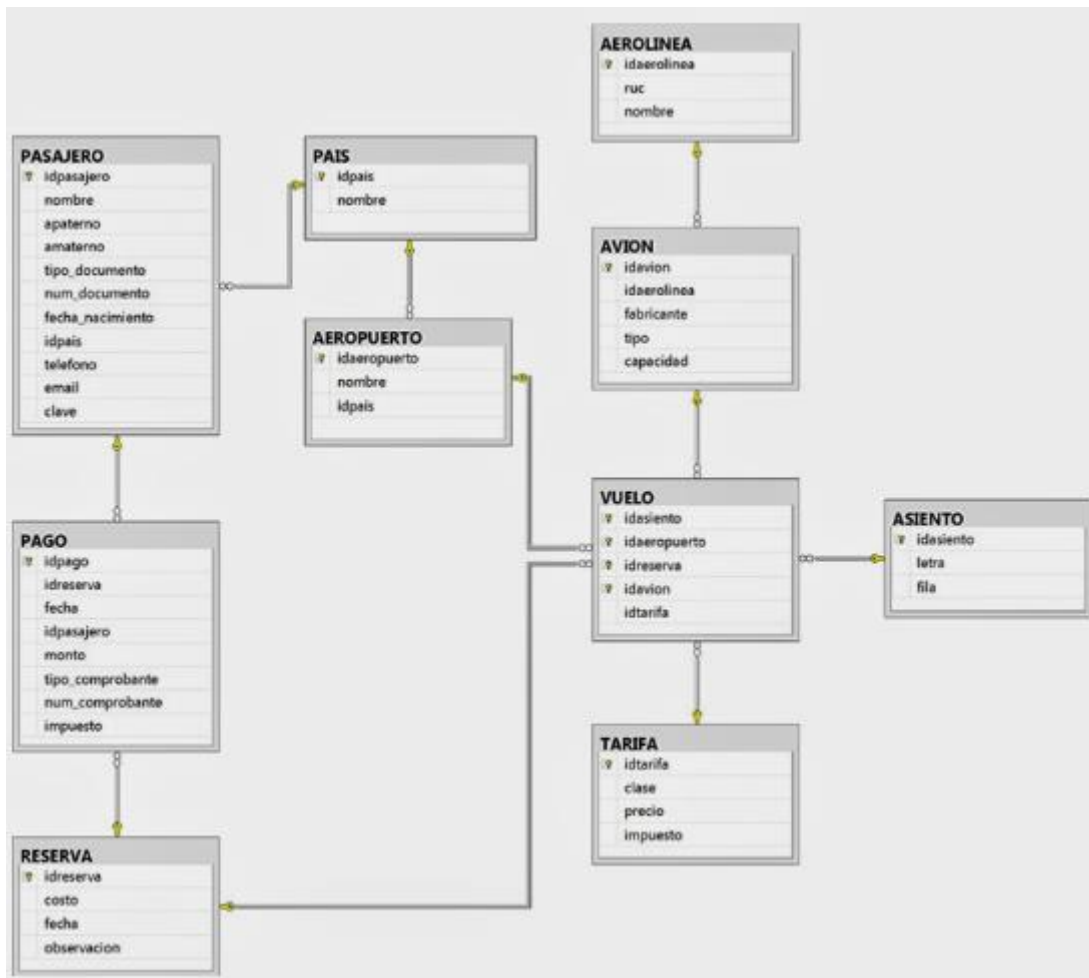 AEROLINEA
idaerolinea
ruc
nombre
PASAJERO
idpasajero
nombre
apaterno
amaterno
tipo_documento
num_documento
fecha_nacimiento
idpais
telefono
email
clave
PAIS
idpais
nombre
AVION
idavion
idaerolinea
fabricante
tipo
capacidad
AEROPUERTO
idaeropuerto
nombre
idpais
VUELO
idasiento
idaeropuerto
idreserva
idavion
idtarifa
ASIENTO
idasiento
letra
fila
PAGO
idpago
idreserva
fecha
idpasajero
monto
tipo_comprobante
num_comprobante
impuesto
TARIFA
idtarifa
clase
precio
impuesto
RESERVA
idreserva
costo
fecha
observacion